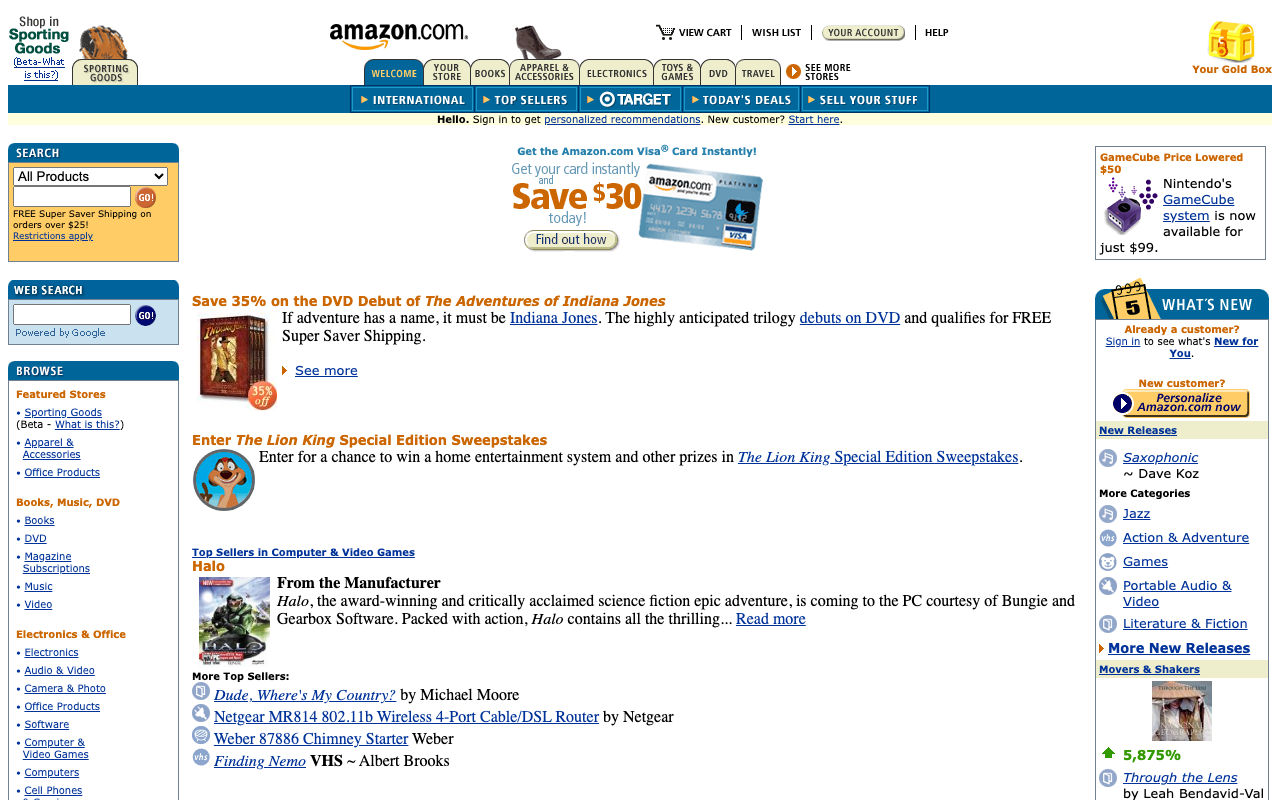 Shop in
Sporting
Goods
(Beta-What
is this?)
SPORTING
GOODS
amazon.com.
VIEW CART
WISH LIST
YOUR ACCOUNT
HELP
Your Gold Box
WELCOME
YOUR
STORE
BOOKS
APPAREL &
ACCESSORIES
ELECTRONICS
TOYS &
GAMES
DVD
TRAVEL
SEE MORE
STORES
INTERNATIONAL
TOP SELLERS
TARGET
TODAY'S DEALS
SELL YOUR STUFF
Hello. Sign in to get personalized recommendations. New customer? Start here.
SEARCH
All Products
GO!
FREE Super Saver Shipping on
orders over $25!
Restrictions apply
WEB SEARCH
GO!
Powered by Google
BROWSE
Featured Stores
• Sporting Goods
(Beta - What is this?)
• Apparel &
Accessories
• Office Products
Books, Music, DVD
• Books
• DVD
• Magazine
Subscriptions
• Music
• Video
Electronics & Office
• Electronics
• Audio & Video
• Camera & Photo
• Office Products
• Software
• Computer &
Video Games
• Computers
• Cell Phones
Get the Amazon.com Visa® Card Instantly!
Get your card instantly
and
Save $30
today!
Find out how
amazon.com
PLATINUM
4417 1234 5678 9112
VISA
Save 35% on the DVD Debut of The Adventures of Indiana Jones
If adventure has a name, it must be Indiana Jones. The highly anticipated trilogy debuts on DVD and qualifies for FREE
Super Saver Shipping.
See more
INDIANA JONES
35%
off
Enter The Lion King Special Edition Sweepstakes
Enter for a chance to win a home entertainment system and other prizes in The Lion King Special Edition Sweepstakes.
Top Sellers in Computer & Video Games
Halo
From the Manufacturer
Halo, the award-winning and critically acclaimed science fiction epic adventure, is coming to the PC courtesy of Bungie and
Gearbox Software. Packed with action, Halo contains all the thrilling... Read more
HALO
More Top Sellers:
Dude, Where's My Country? by Michael Moore
Netgear MR814 802.11b Wireless 4-Port Cable/DSL Router by Netgear
Weber 87886 Chimney Starter Weber
vhs
Finding Nemo VHS ~ Albert Brooks
GameCube Price Lowered
$50
Nintendo's
GameCube
system is now
available for
just $99.
5
WHAT'S NEW
Already a customer?
Sign in to see what's New for
You.
New customer?
Personalize
Amazon.com now
New Releases
Saxophonic
~ Dave Koz
More Categories
Jazz
vhs
Action & Adventure
Games
Portable Audio &
Video
Literature & Fiction
More New Releases
Movers & Shakers
THROUGH THE LENS
5,875%
Through the Lens
by Leah Bendavid-Val